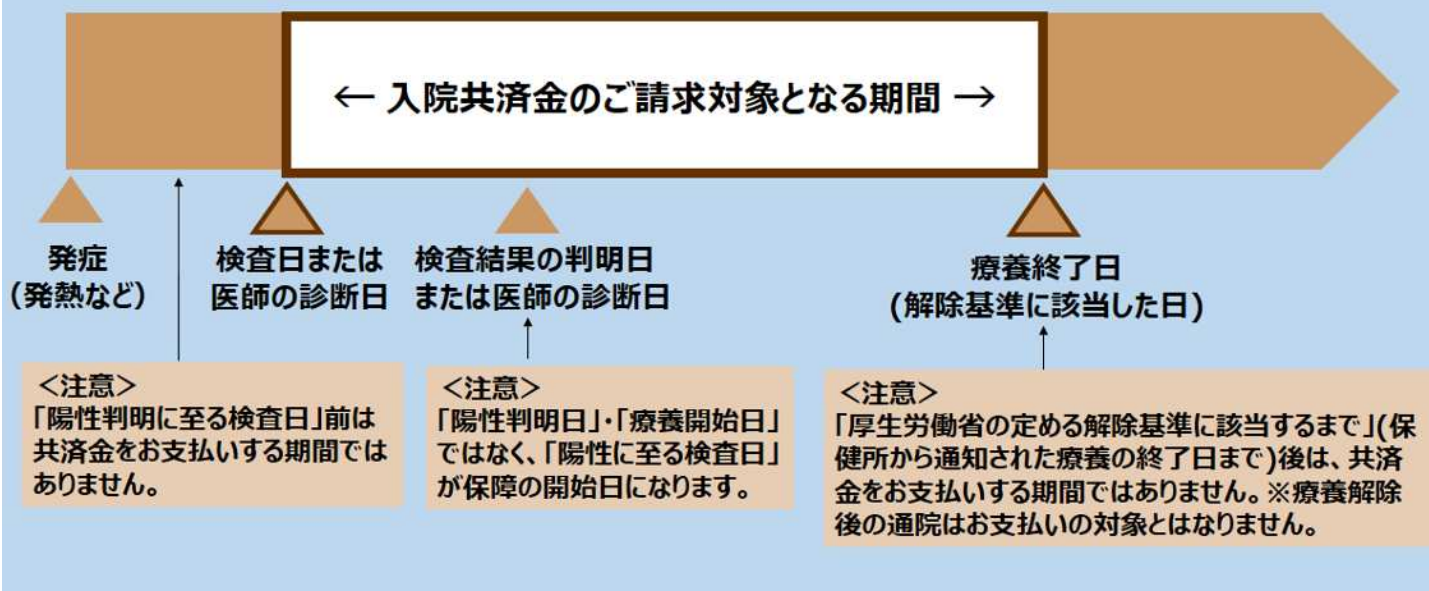 ← 入院共済金のご請求対象となる期間 →
発症
(発熱など)
検査日または
医師の診断日
検査結果の判明日
または医師の診断日
療養終了日
(解除基準に該当した日)
＜注意＞
「陽性判明に至る検査日」前は
共済金をお支払いする期間では
ありません。
＜注意＞
「陽性判明日」・「療養開始日」
ではなく、「陽性に至る検査日」
が保障の開始日になります。
＜注意＞
「厚生労働省の定める解除基準に該当するまで」(保
健所から通知された療養の終了日まで)後は、共済
金をお支払いする期間ではありません。※療養解除
後の通院はお支払いの対象とはなりません。